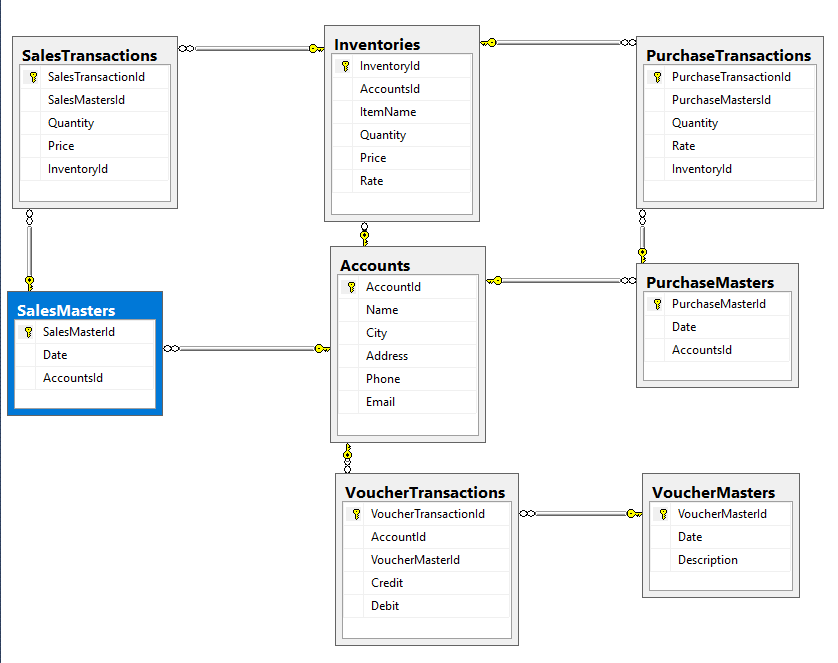 SalesTransactions
SalesTransactionId
SalesMastersId
Quantity
Price
InventoryId
Inventories
InventoryId
AccountsId
ItemName
Quantity
Price
Rate
PurchaseTransactions
PurchaseTransactionId
PurchaseMastersId
Quantity
Rate
InventoryId
SalesMasters
SalesMasterId
Date
AccountsId
Accounts
AccountId
Name
City
Address
Phone
Email
PurchaseMasters
PurchaseMasterId
Date
AccountsId
VoucherTransactions
VoucherTransactionId
AccountId
VoucherMasterId
Credit
Debit
VoucherMasters
VoucherMasterId
Date
Description